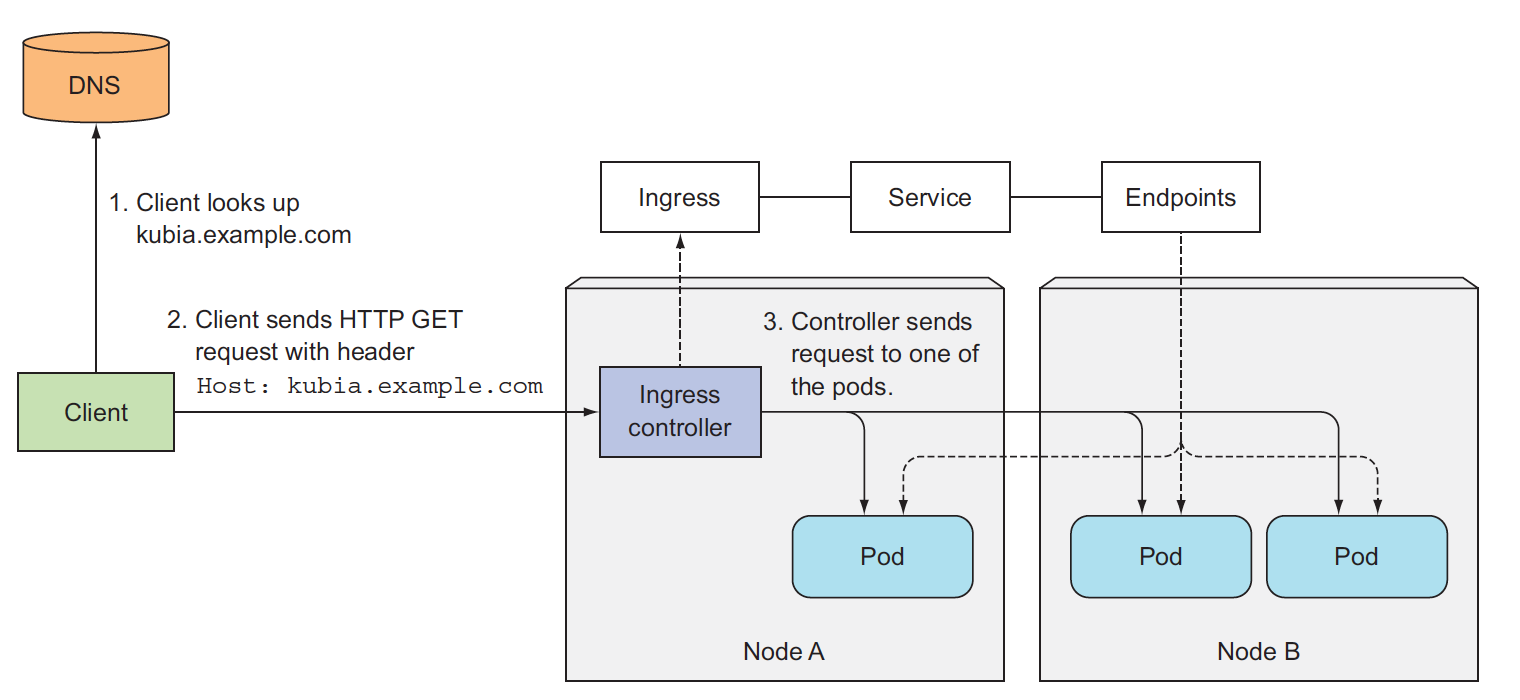 DNS
1. Client looks up
kubia.example.com
2. Client sends HTTP GET
request with header
Host: kubia.example.com
Client
Ingress
Service
Endpoints
3. Controller sends
request to one of
the pods.
Ingress
controller
Pod
Pod
Pod
Node A
Node B